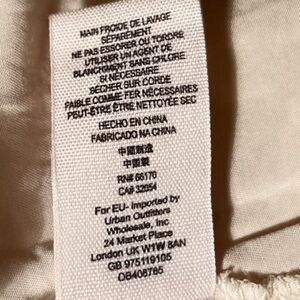 MAIN FROIDE DE LAVAGE
SÉPARÉMENT
NE PAS ESSORER OU TORDRE
UTILISER UN AGENT DE
BLANCHIMENT SANS CHLORE
SI NÉCESSAIRE
SÉCHER SUR CORDE
FAIBLE COMME FER NÉCESSAIRES
PEUT-ÊTRE ÊTRE NETTOYÉE SEC
HECHO EN CHINA
FABRICADO NA CHINA
中國制造
中國製
RN# 66170
CA# 32654
For EU- Imported by
Urban Outfitters
Wholesale, Inc
24 Market Place
London UK W1W 8AN
GB 975119105
OB408785